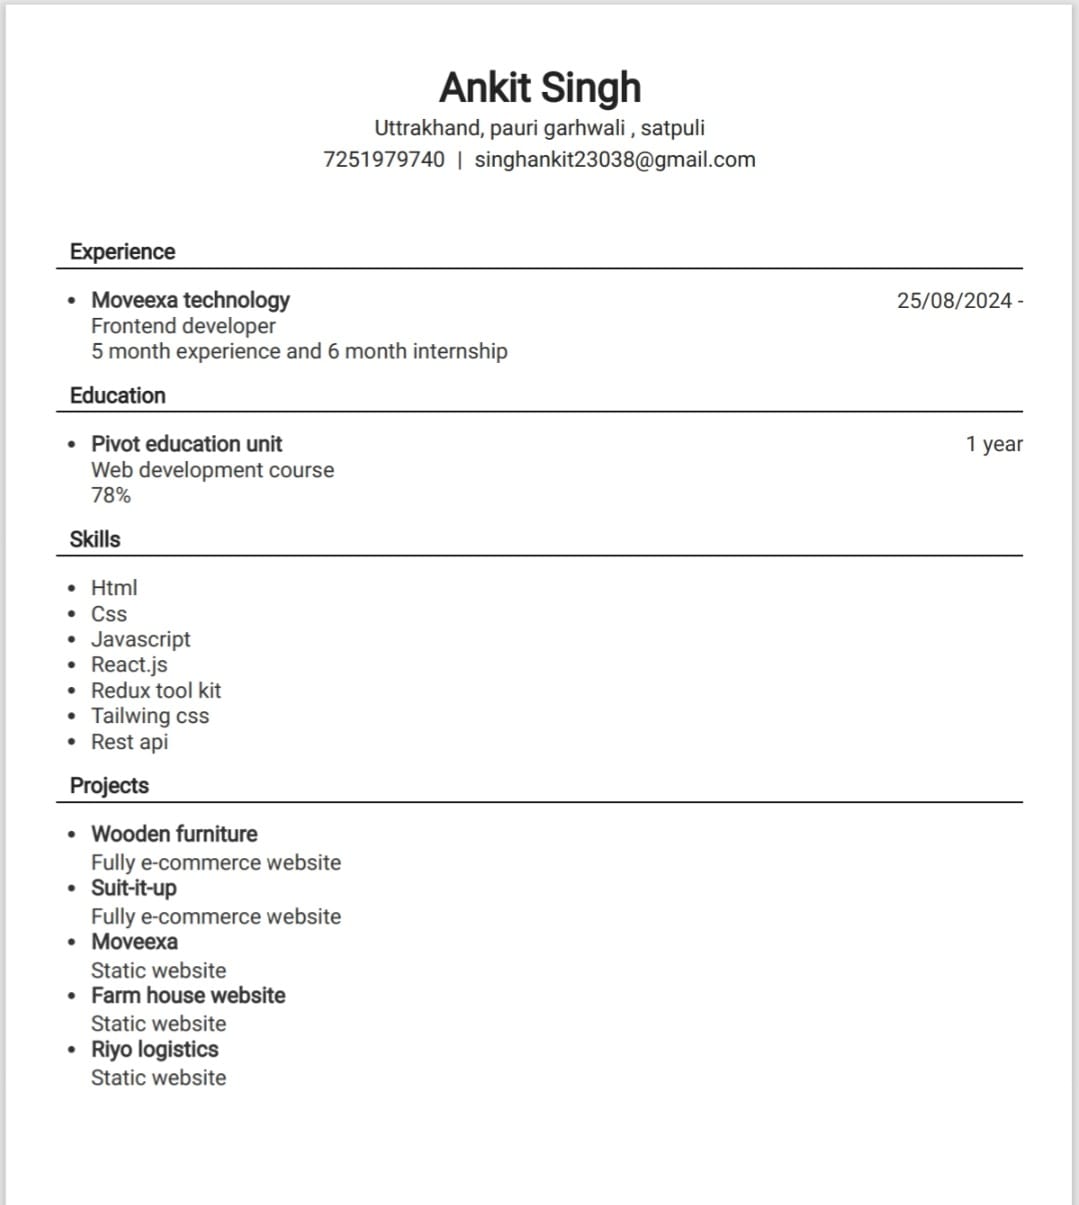 Ankit Singh
Uttrakhand, pauri garhwali , satpuli
7251979740 | singhankit23038@gmail.com
Experience
• Moveexa technology 25/08/2024 -
Frontend developer
5 month experience and 6 month internship
Education
• Pivot education unit 1 year
Web development course
78%
Skills
• Html
• Css
• Javascript
• React.js
• Redux tool kit
• Tailwing css
• Rest api
Projects
• Wooden furniture
Fully e-commerce website
• Suit-it-up
Fully e-commerce website
• Moveexa
Static website
• Farm house website
Static website
• Riyo logistics
Static website